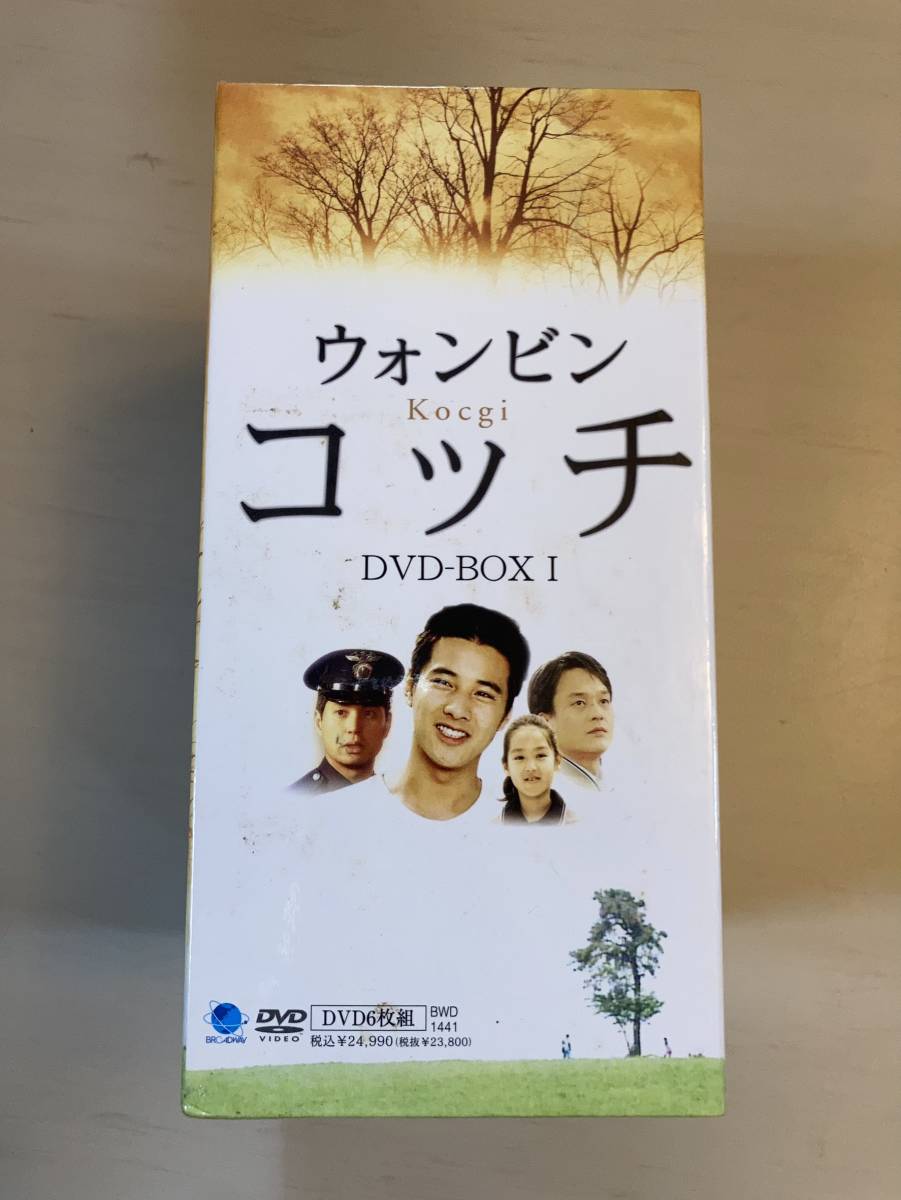 ウォンビン
Kocgi
コッチ
DVD-BOX I
BROADWAY
DVD
VIDEO
DVD6枚組
BWD
1441
税込¥24,990(税抜¥23,800)